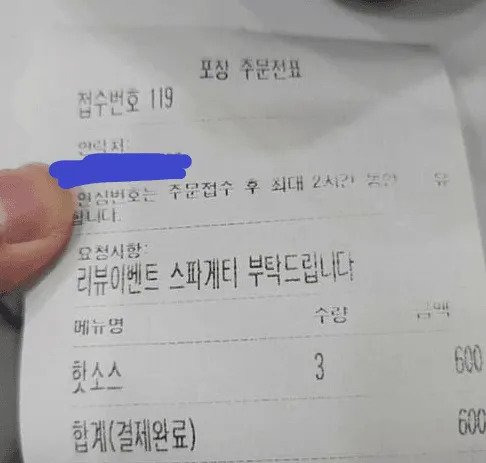 포장 주문전표
접수번호 119
연락처:
안심번호는 주문접수 후 최대 2시간 동안 유
합니다.
요청사항:
리뷰이벤트 스파게티 부탁드립니다
메뉴명 수량 금액
핫소스 3 600
합계(결제완료) 600